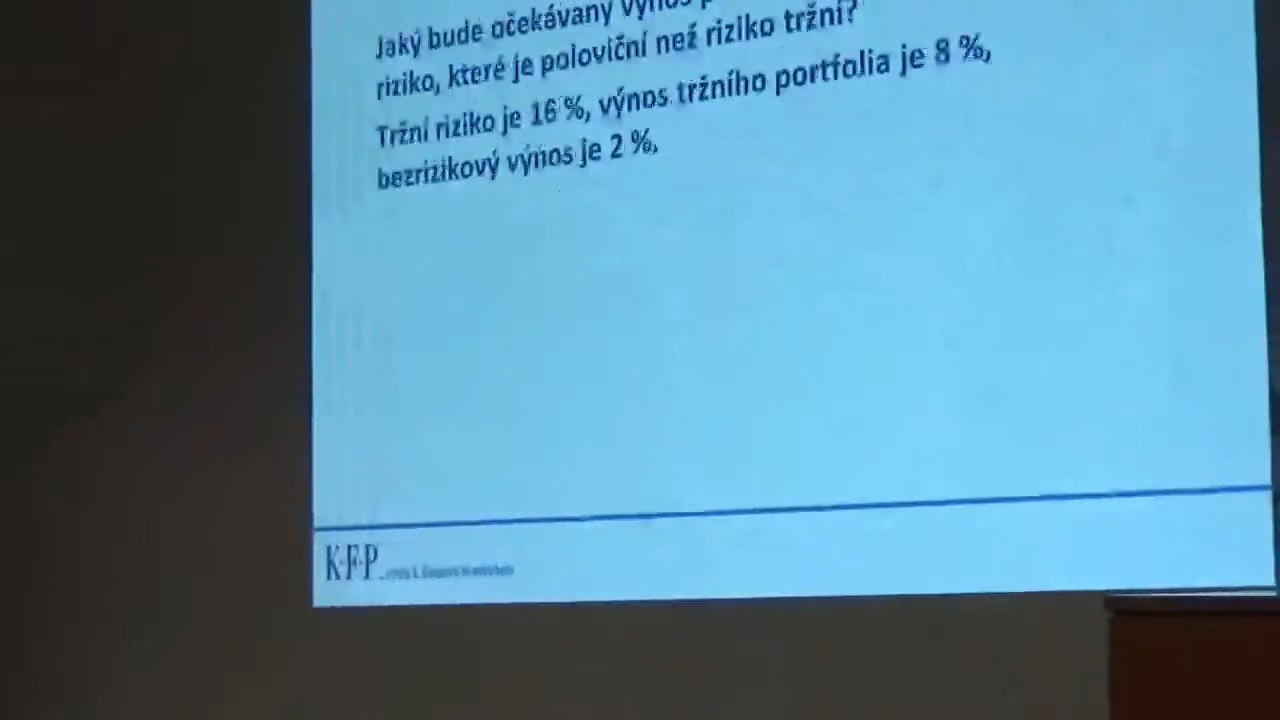 Jaký bude očekávaný výnos
riziko, které je poloviční než riziko tržní?
Tržní riziko je 16 %, výnos tržního portfolia je 8 %,
bezrizikový výnos je 2 %,
K·F·P